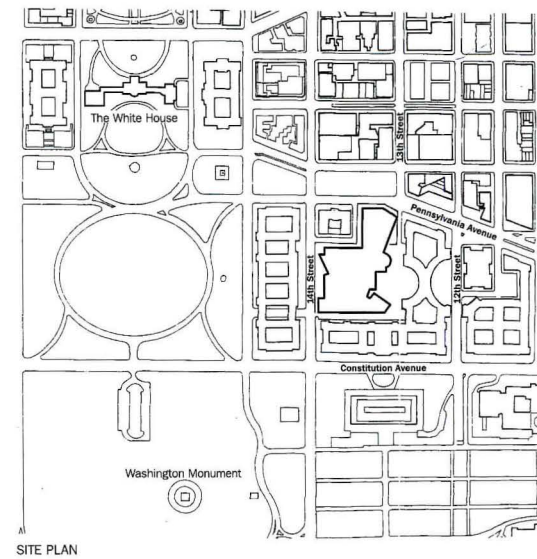 The White House
13th Street
Pennsylvania Avenue
14th Street
12th Street
Constitution Avenue
Washington Monument
SITE PLAN